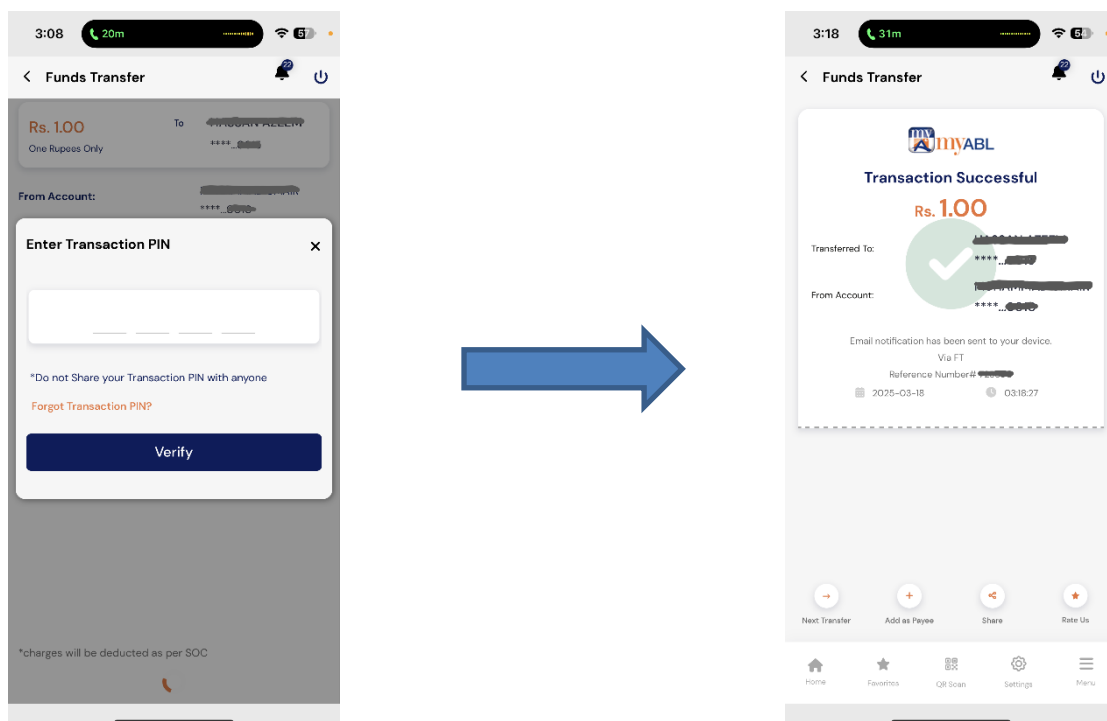 3:08
20m
57
Funds Transfer
22
Rs. 1.00
To
One Rupees Only
****...
From Account:
****...
Enter Transaction PIN
×
*Do not Share your Transaction PIN with anyone
Forgot Transaction PIN?
Verify
*charges will be deducted as per SOC
3:18
31m
54
Funds Transfer
22
my
myABL
Transaction Successful
Rs. 1.00
Transferred To:
****...
From Account:
****...
Email notification has been sent to your device.
Via FT
Reference Number#
2025-03-18 03:18:27
Next Transfer Add as Payee Share Rate Us
Home Favorites QR Scan Settings Menu